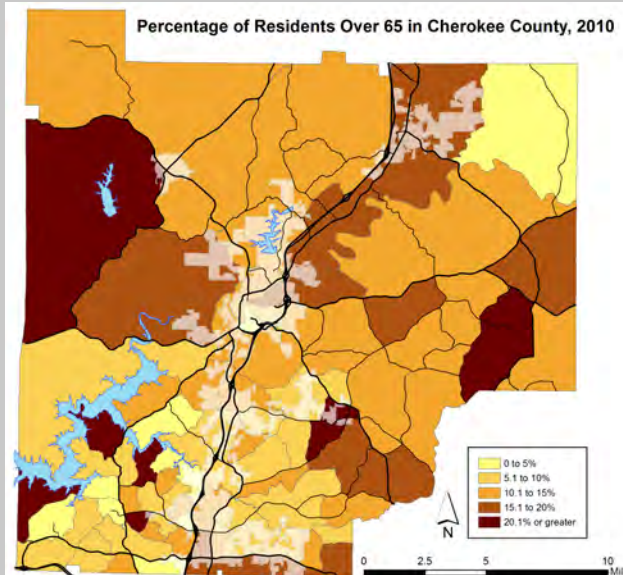 Percentage of Residents Over 65 in Cherokee County, 2010
0 to 5%
5.1 to 10%
10.1 to 15%
15.1 to 20%
20.1% or greater
N
0 2.5 5 10
Mil